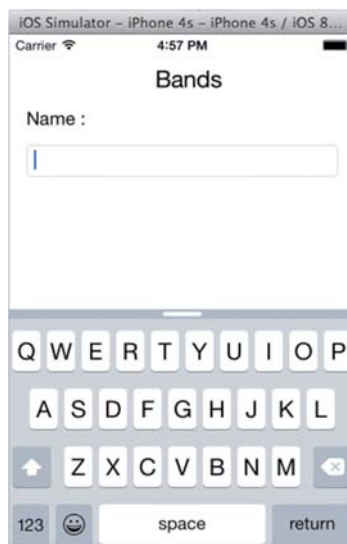 iOS Simulator – iPhone 4s – iPhone 4s / iOS 8...
Carrier 4:57 PM
Bands
Name :
Q W E R T Y U I O P
A S D F G H J K L
Z X C V B N M
123 space return